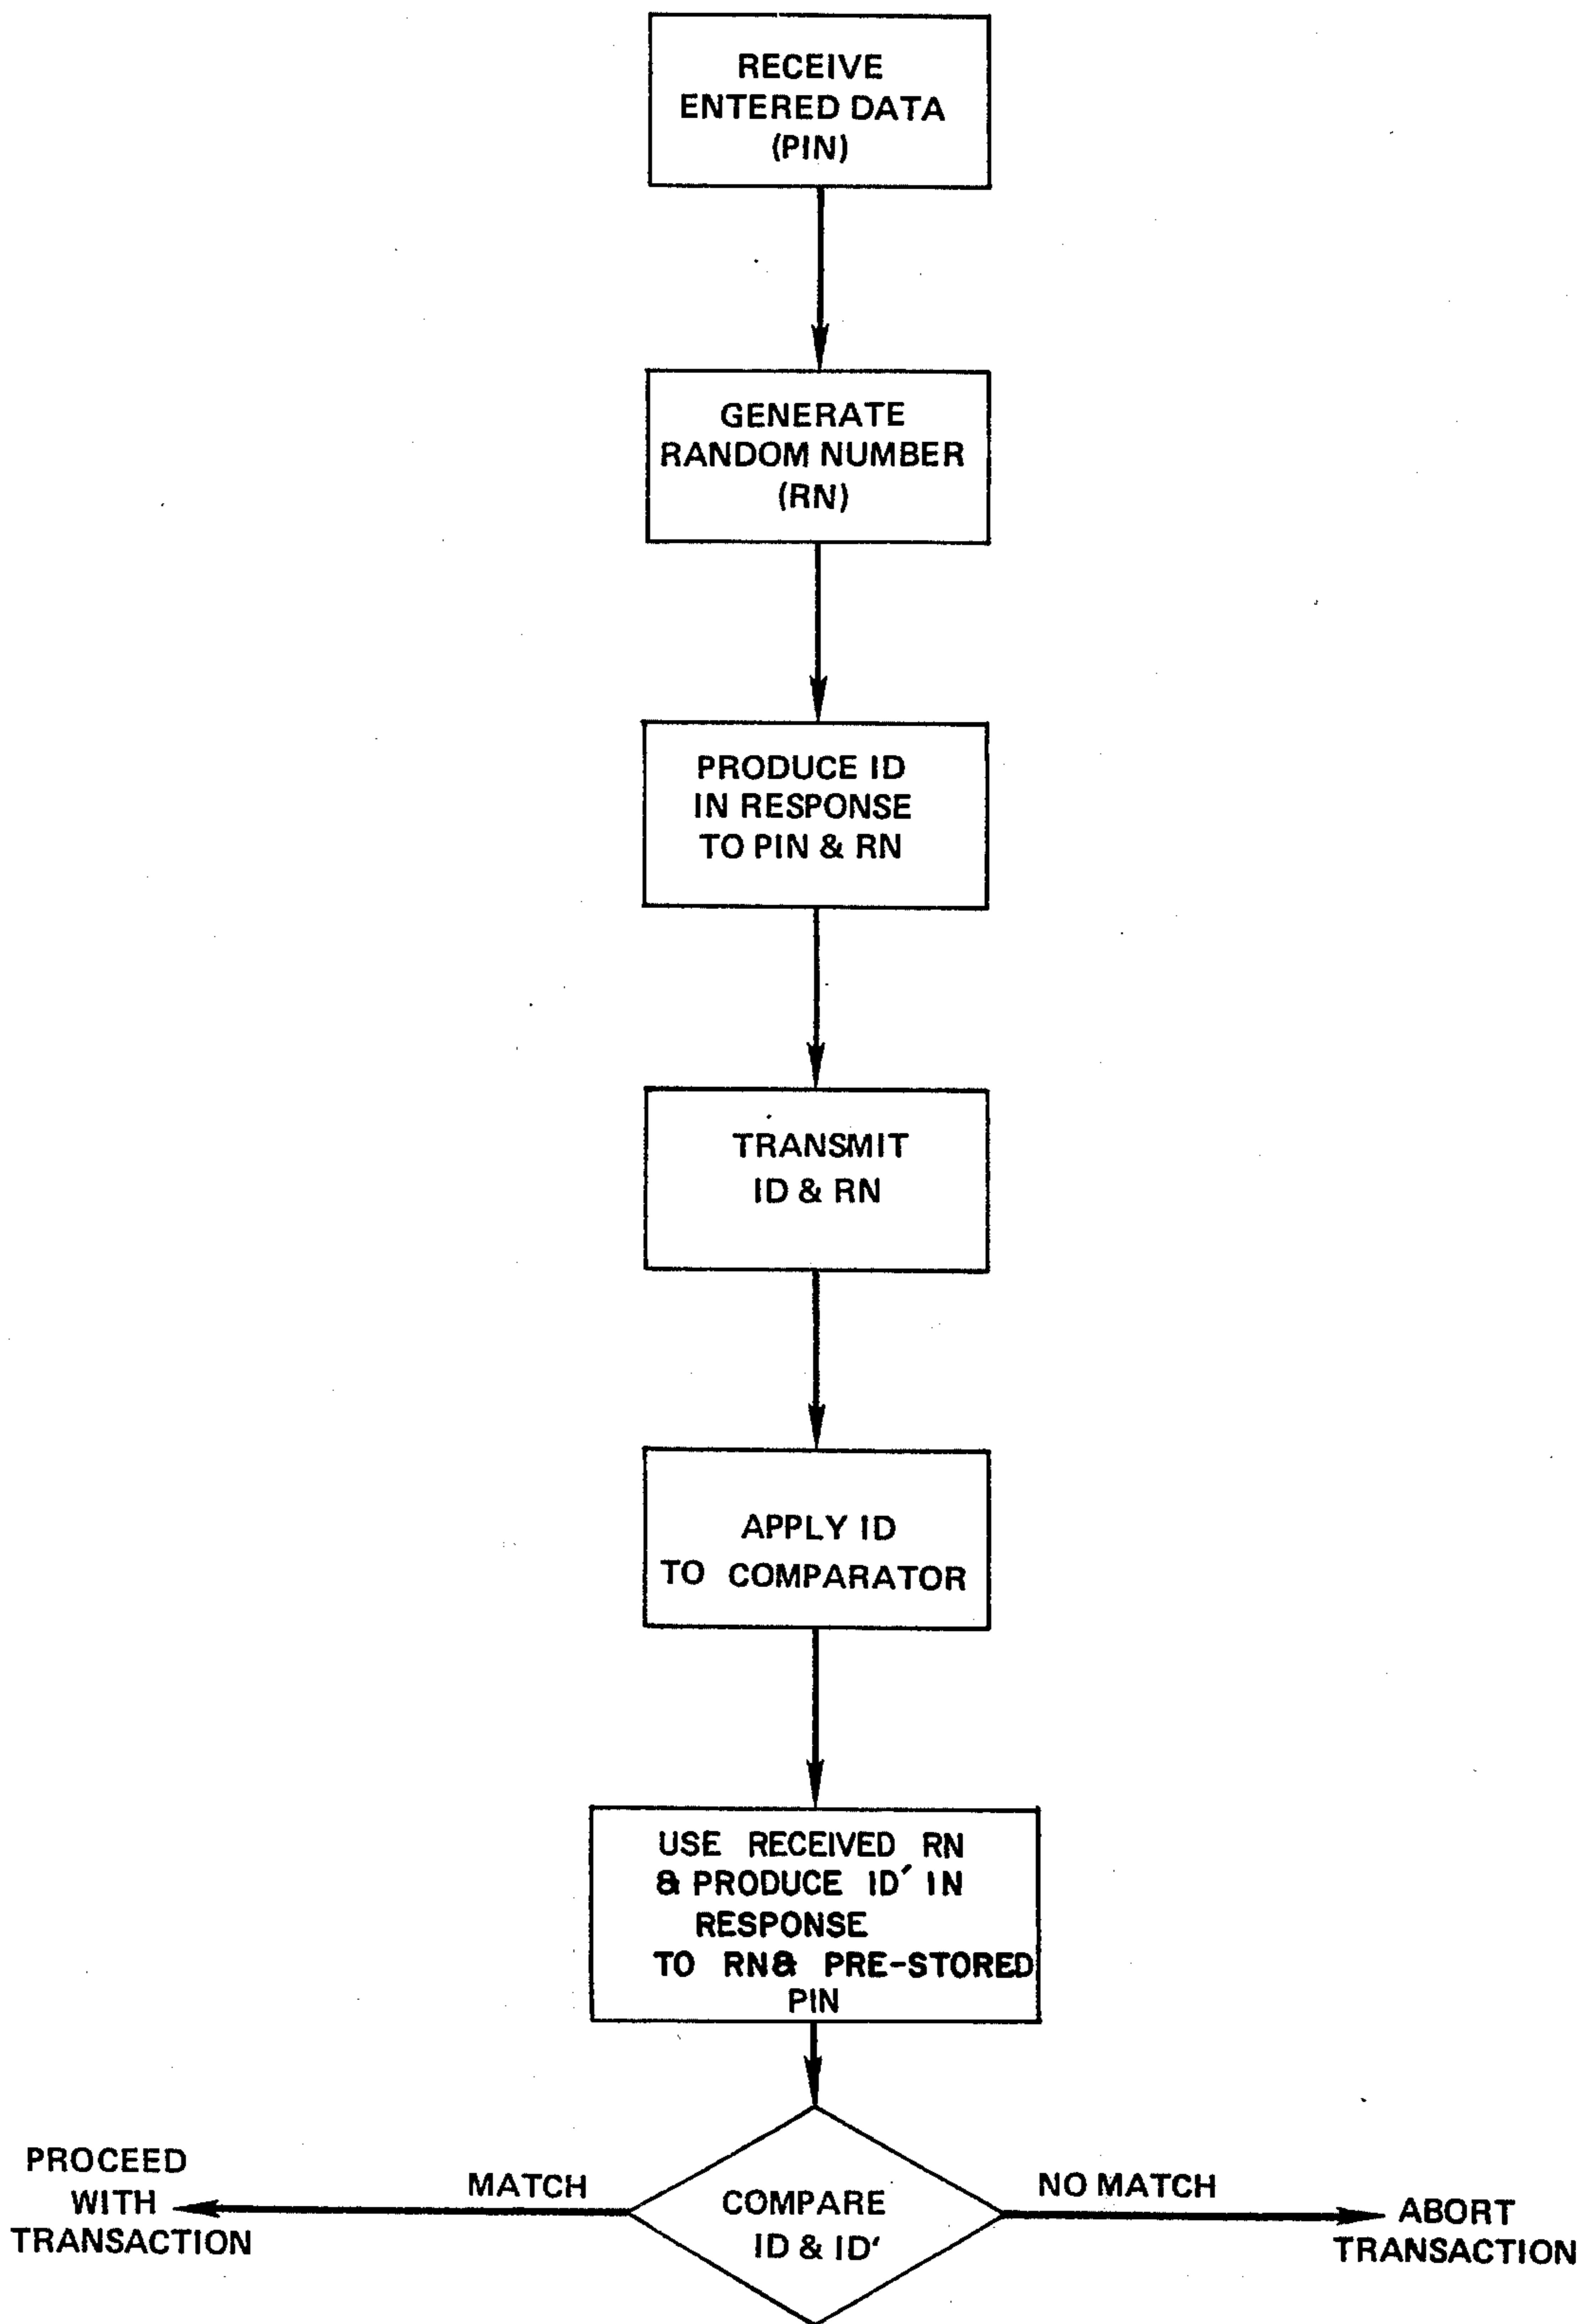 RECEIVE
ENTERED DATA
(PIN)
GENERATE
RANDOM NUMBER
(RN)
PRODUCE ID
IN RESPONSE
TO PIN & RN
TRANSMIT
ID & RN
APPLY ID
TO COMPARATOR
USE RECEIVED RN
& PRODUCE ID′ IN
RESPONSE
TO RN& PRE-STORED
PIN
COMPARE
ID & ID′
MATCH
PROCEED
WITH
TRANSACTION
NO MATCH
ABORT
TRANSACTION